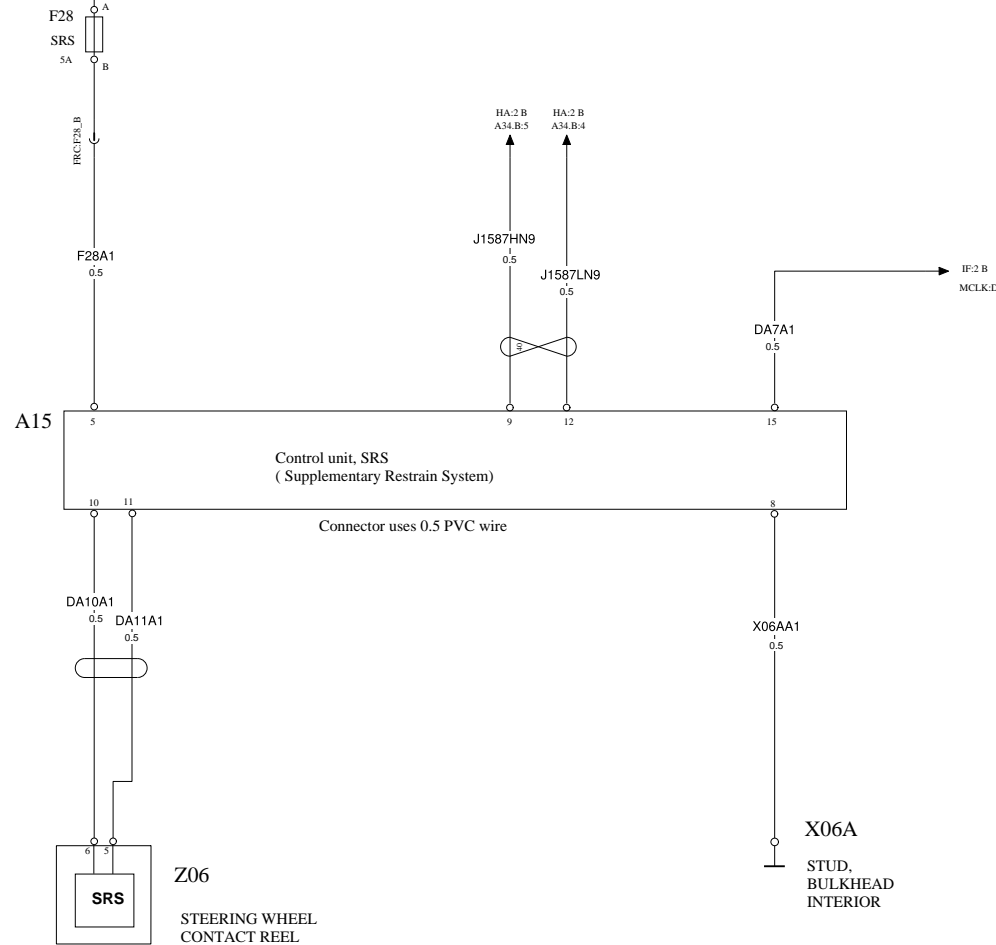 A
F28
SRS
5A
B
FRC:F28_B
HA:2 B
A34.B:5
HA:2 B
A34.B:4
J1587HN9
0.5
F28A1
0.5
J1587LN9
0.5
IF:2 B
MCLK:D
DA7A1
0.5
40
A15
5
9
12
15
Control unit, SRS
( Supplementary Restrain System)
10
11
8
Connector uses 0.5 PVC wire
DA10A1
0.5
DA11A1
0.5
X06AA1
0.5
X06A
STUD,
BULKHEAD
INTERIOR
6
5
Z06
SRS
STEERING WHEEL
CONTACT REEL